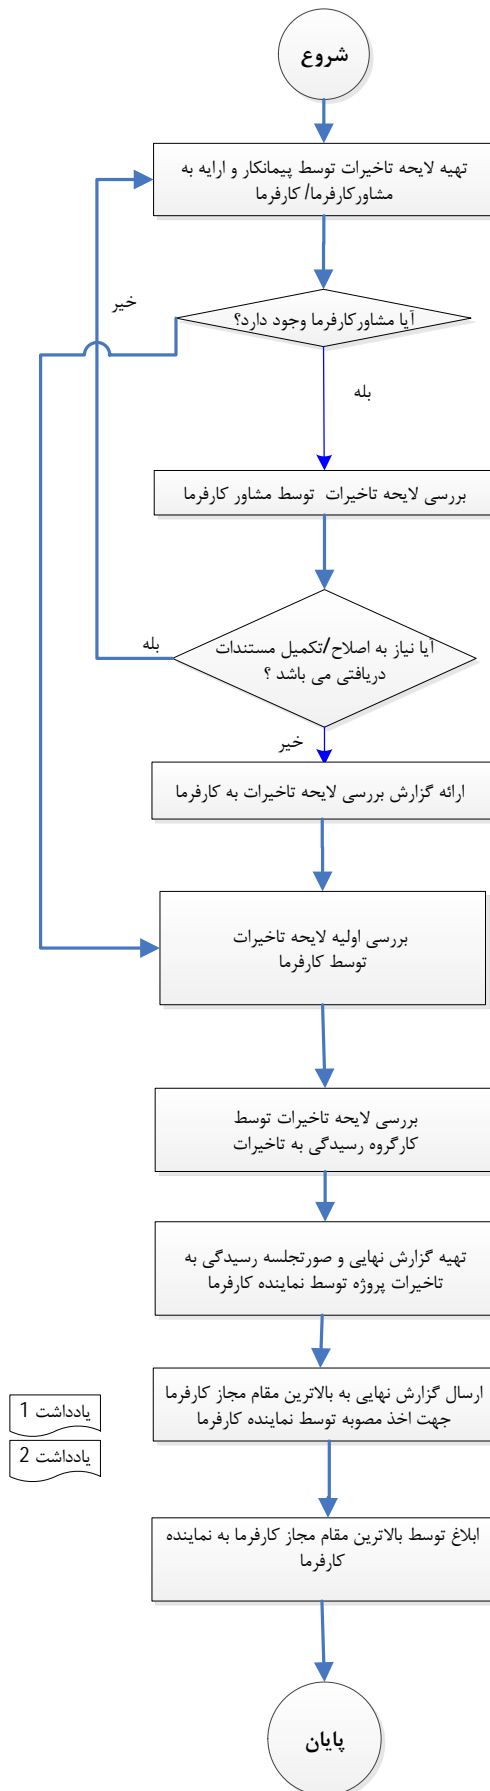 شروع
تهیه لایحه تاخیرات توسط پیمانکار و ارایه به
مشاورکارفرما/ کارفرما
خیر
آیا مشاورکارفرما وجود دارد؟
بله
بررسی لایحه تاخیرات توسط مشاور کارفرما
بله
آیا نیاز به اصلاح/تکمیل مستندات
دریافتی می باشد ؟
خیر
ارائه گزارش بررسی لایحه تاخیرات به کارفرما
بررسی اولیه لایحه تاخیرات
توسط کارفرما
بررسی لایحه تاخیرات توسط
کارگروه رسیدگی به تاخیرات
تهیه گزارش نهایی و صورتجلسه رسیدگی به
تاخیرات پروژه توسط نماینده کارفرما
ارسال گزارش نهایی به بالاترین مقام مجاز کارفرما
جهت اخذ مصوبه توسط نماینده کارفرما
یادداشت 1
یادداشت 2
ابلاغ توسط بالاترین مقام مجاز کارفرما به نماینده
کارفرما
پایان